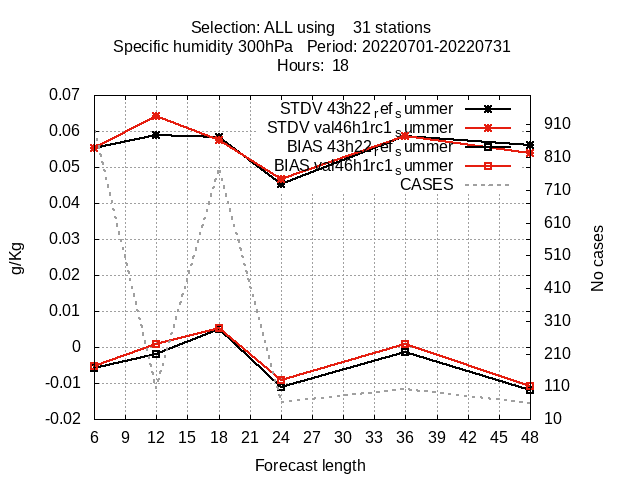 Selection: ALL using    31 stations
Specific humidity 300hPa   Period: 20220701-20220731
Hours:  18
STDV 43h22_ref_summer
STDV val46h1rc1_summer
BIAS 43h22_ref_summer
BIAS val46h1rc1_summer
CASES
0.07
0.06
0.05
0.04
0.03
0.02
0.01
0
-0.01
-0.02
g/Kg
910
810
710
610
510
410
310
210
110
10
No cases
6 9 12 15 18 21 24 27 30 33 36 39 42 45 48
Forecast length